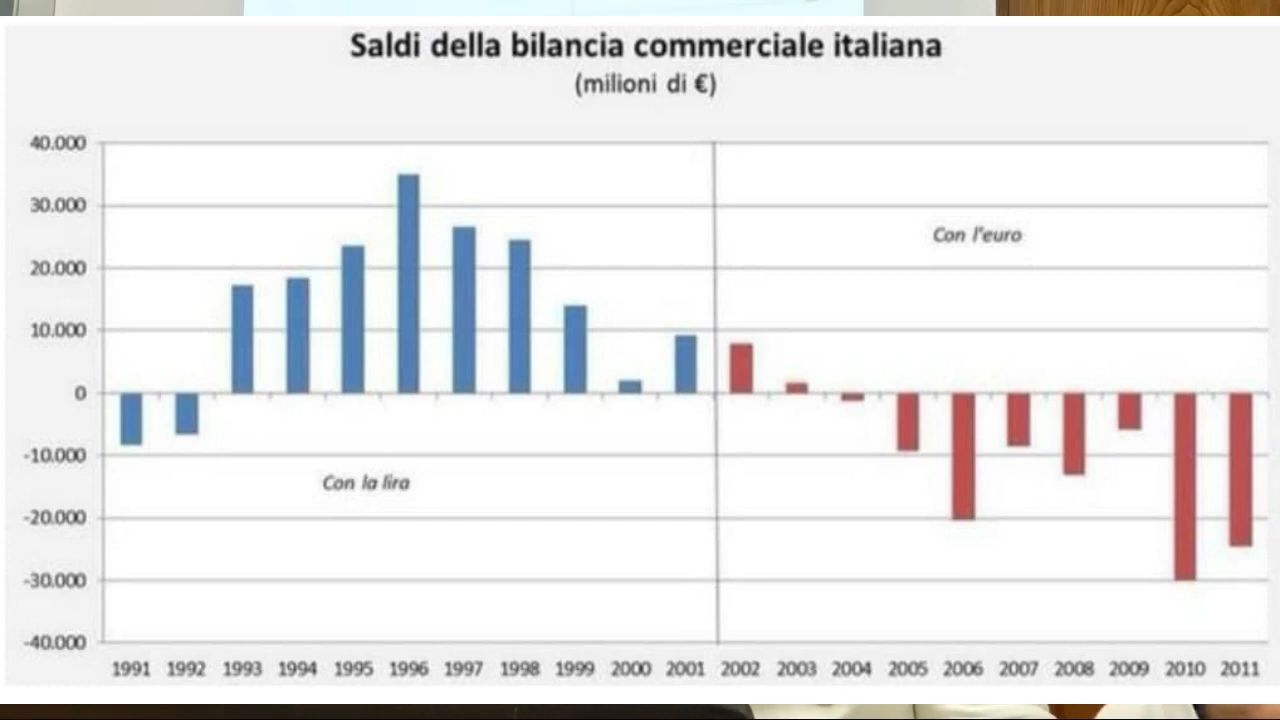 Saldi della bilancia commerciale italiana
(milioni di €)
40.000
30.000
20.000
10.000
0
-10.000
-20.000
-30.000
-40.000
Con l'euro
Con la lira
1991 1992 1993 1994 1995 1996 1997 1998 1999 2000 2001 2002 2003 2004 2005 2006 2007 2008 2009 2010 2011